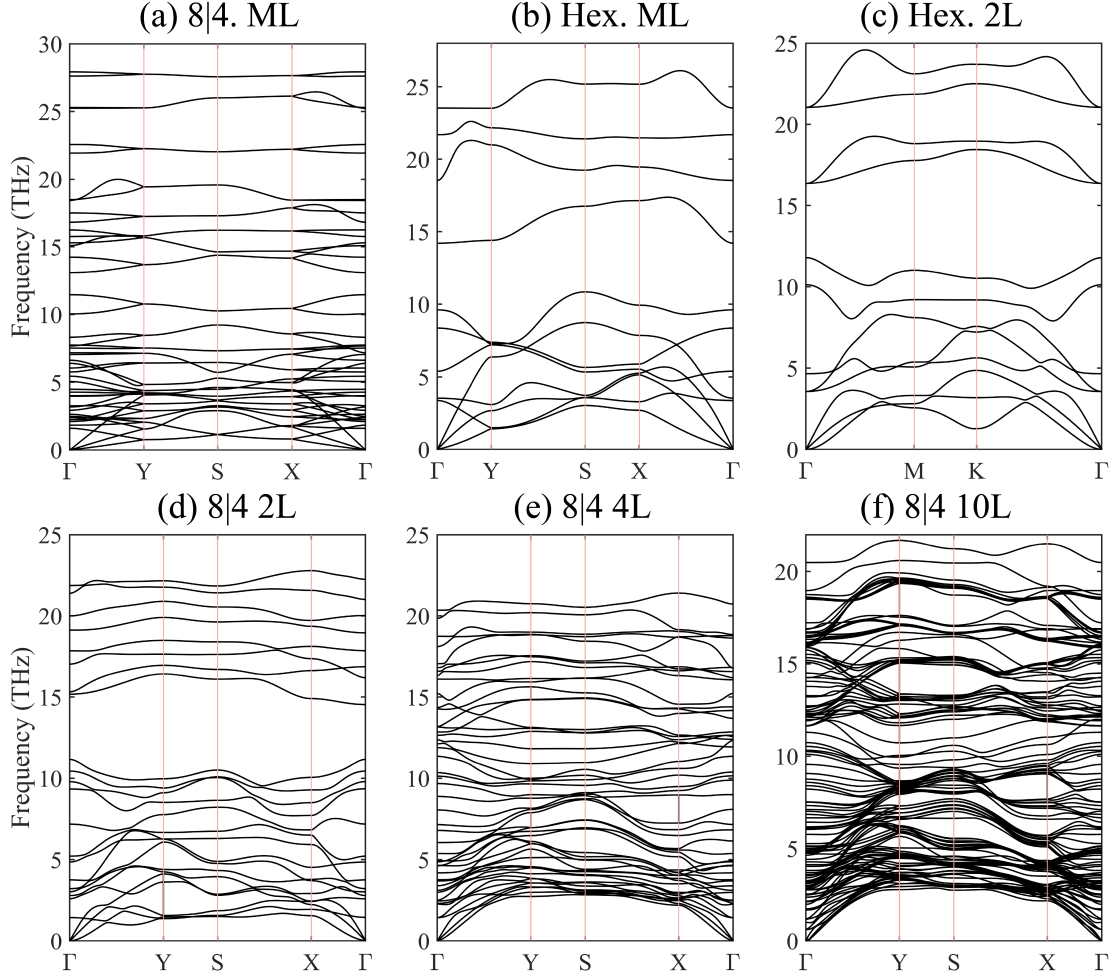 (a) 8|4. ML
(b) Hex. ML
(c) Hex. 2L
Frequency (THz)
30
25
20
15
10
5
0
Γ Y S X Γ
25
20
15
10
5
0
Γ Y S X Γ
25
20
15
10
5
0
Γ M K Γ
(d) 8|4 2L
(e) 8|4 4L
(f) 8|4 10L
Frequency (THz)
25
20
15
10
5
0
Γ Y S X Γ
25
20
15
10
5
0
Γ Y S X Γ
20
15
10
5
0
Γ Y S X Γ